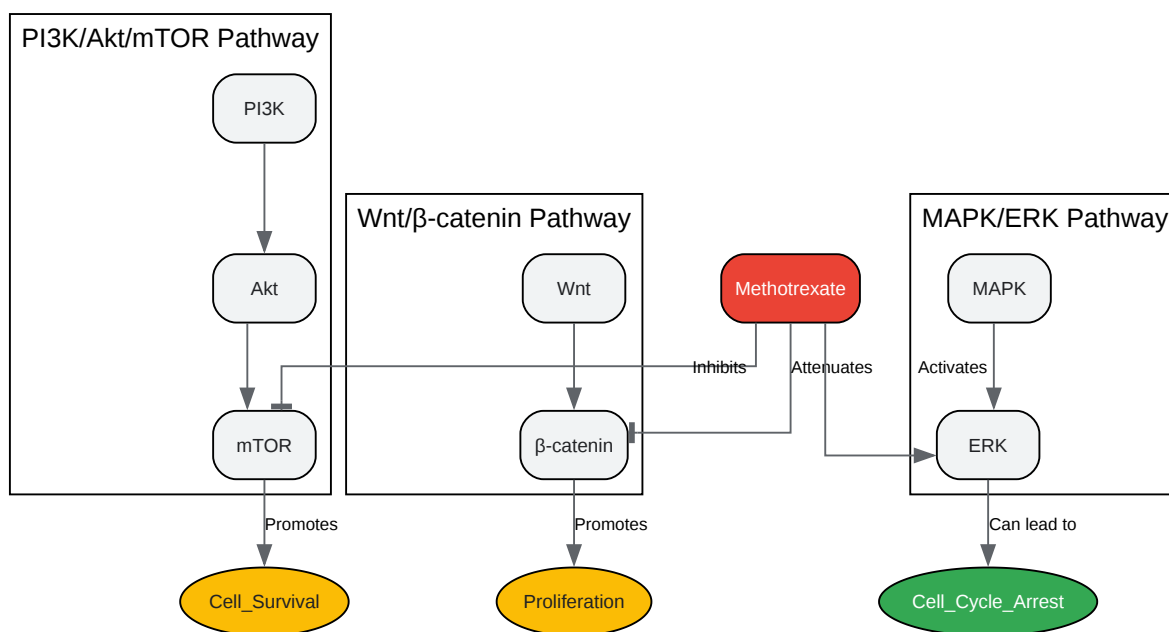 PI3K/Akt/mTOR Pathway
PI3K
Wnt/β-catenin Pathway
MAPK/ERK Pathway
Akt
Wnt
Methotrexate
MAPK
Inhibits
Attenuates
Activates
mTOR
β-catenin
ERK
Promotes
Promotes
Can lead to
Cell_Survival
Proliferation
Cell_Cycle_Arrest